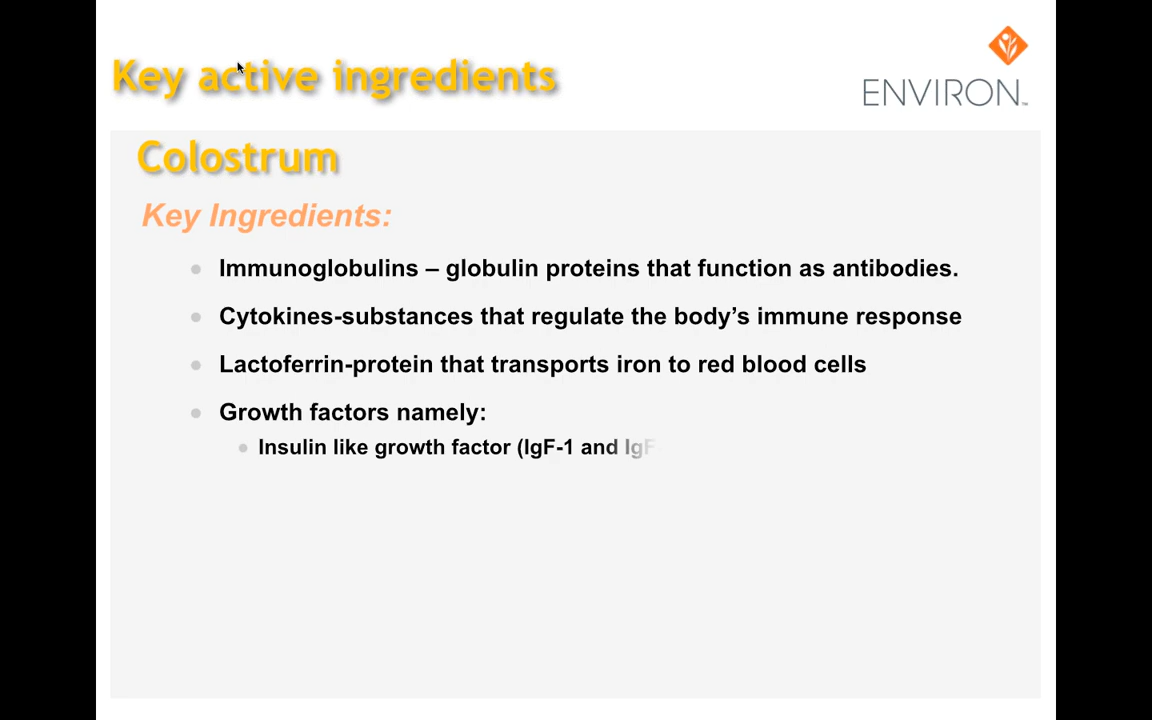 Key active ingredients
ENVIRON™
Colostrum
Key Ingredients:
Immunoglobulins – globulin proteins that function as antibodies.
Cytokines-substances that regulate the body’s immune response
Lactoferrin-protein that transports iron to red blood cells
Growth factors namely:
Insulin like growth factor (IgF-1 and IgF